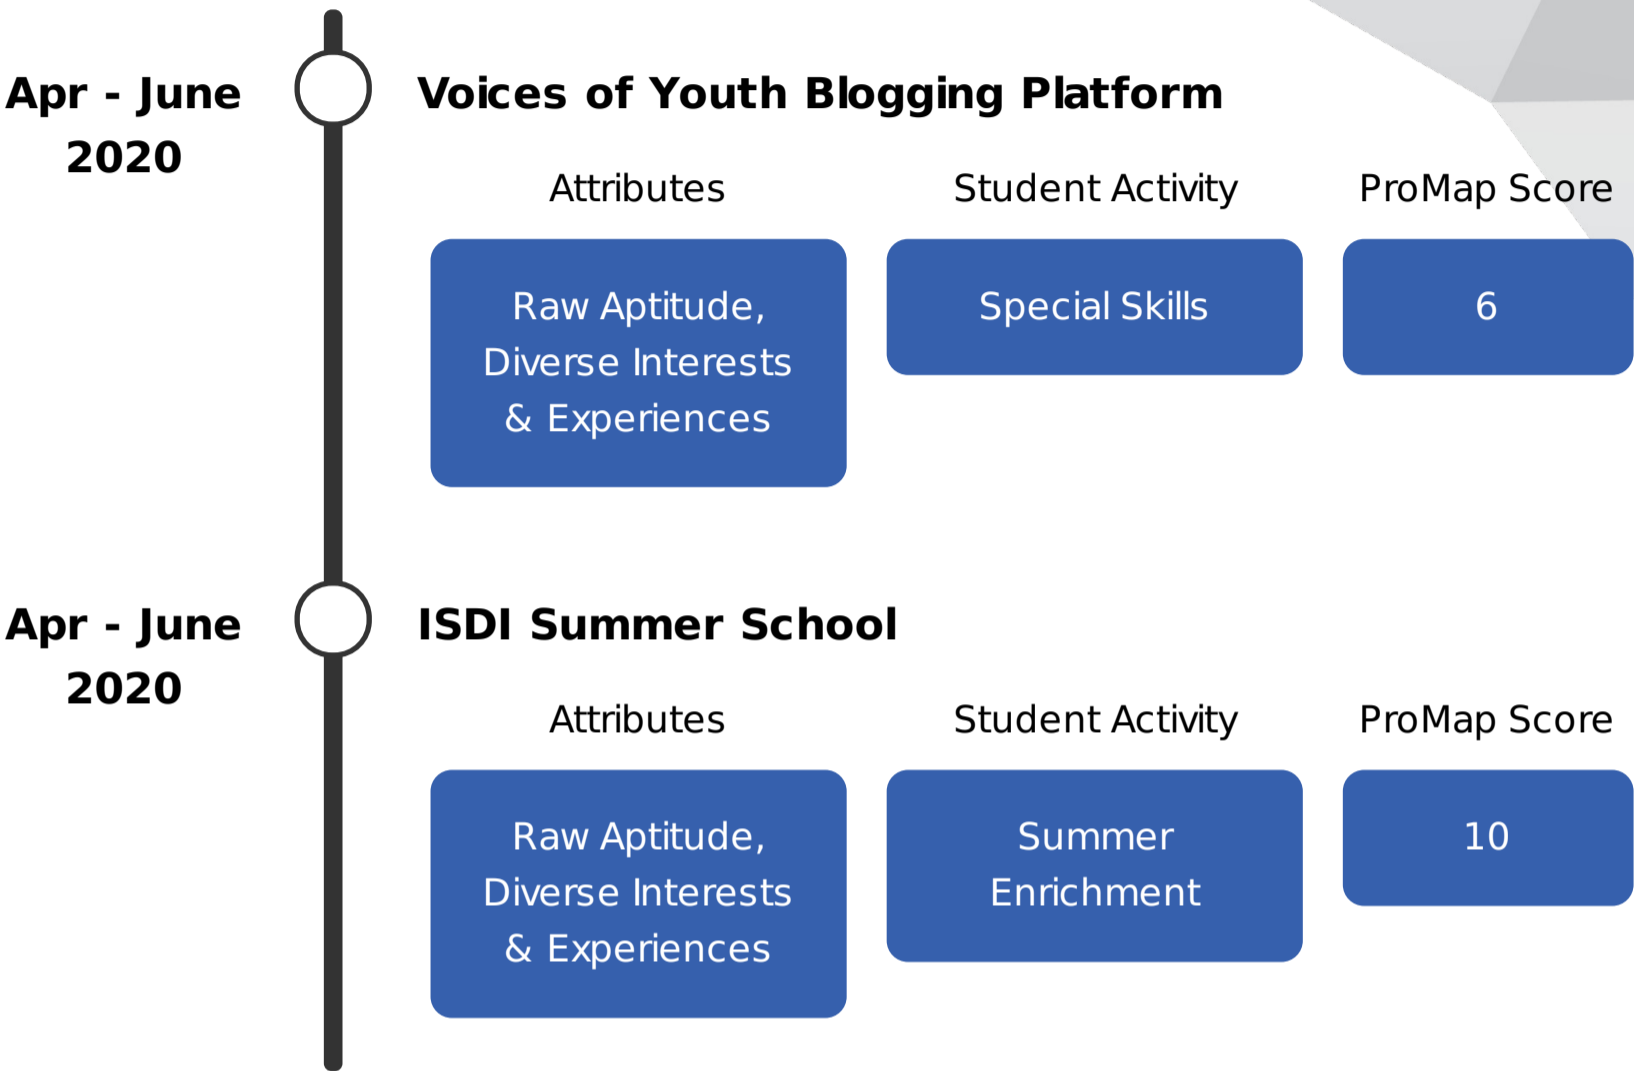 Apr - June
2020
Voices of Youth Blogging Platform
Attributes
Student Activity
ProMap Score
Raw Aptitude,
Diverse Interests
& Experiences
Special Skills
6
Apr - June
2020
ISDI Summer School
Attributes
Student Activity
ProMap Score
Raw Aptitude,
Diverse Interests
& Experiences
Summer
Enrichment
10